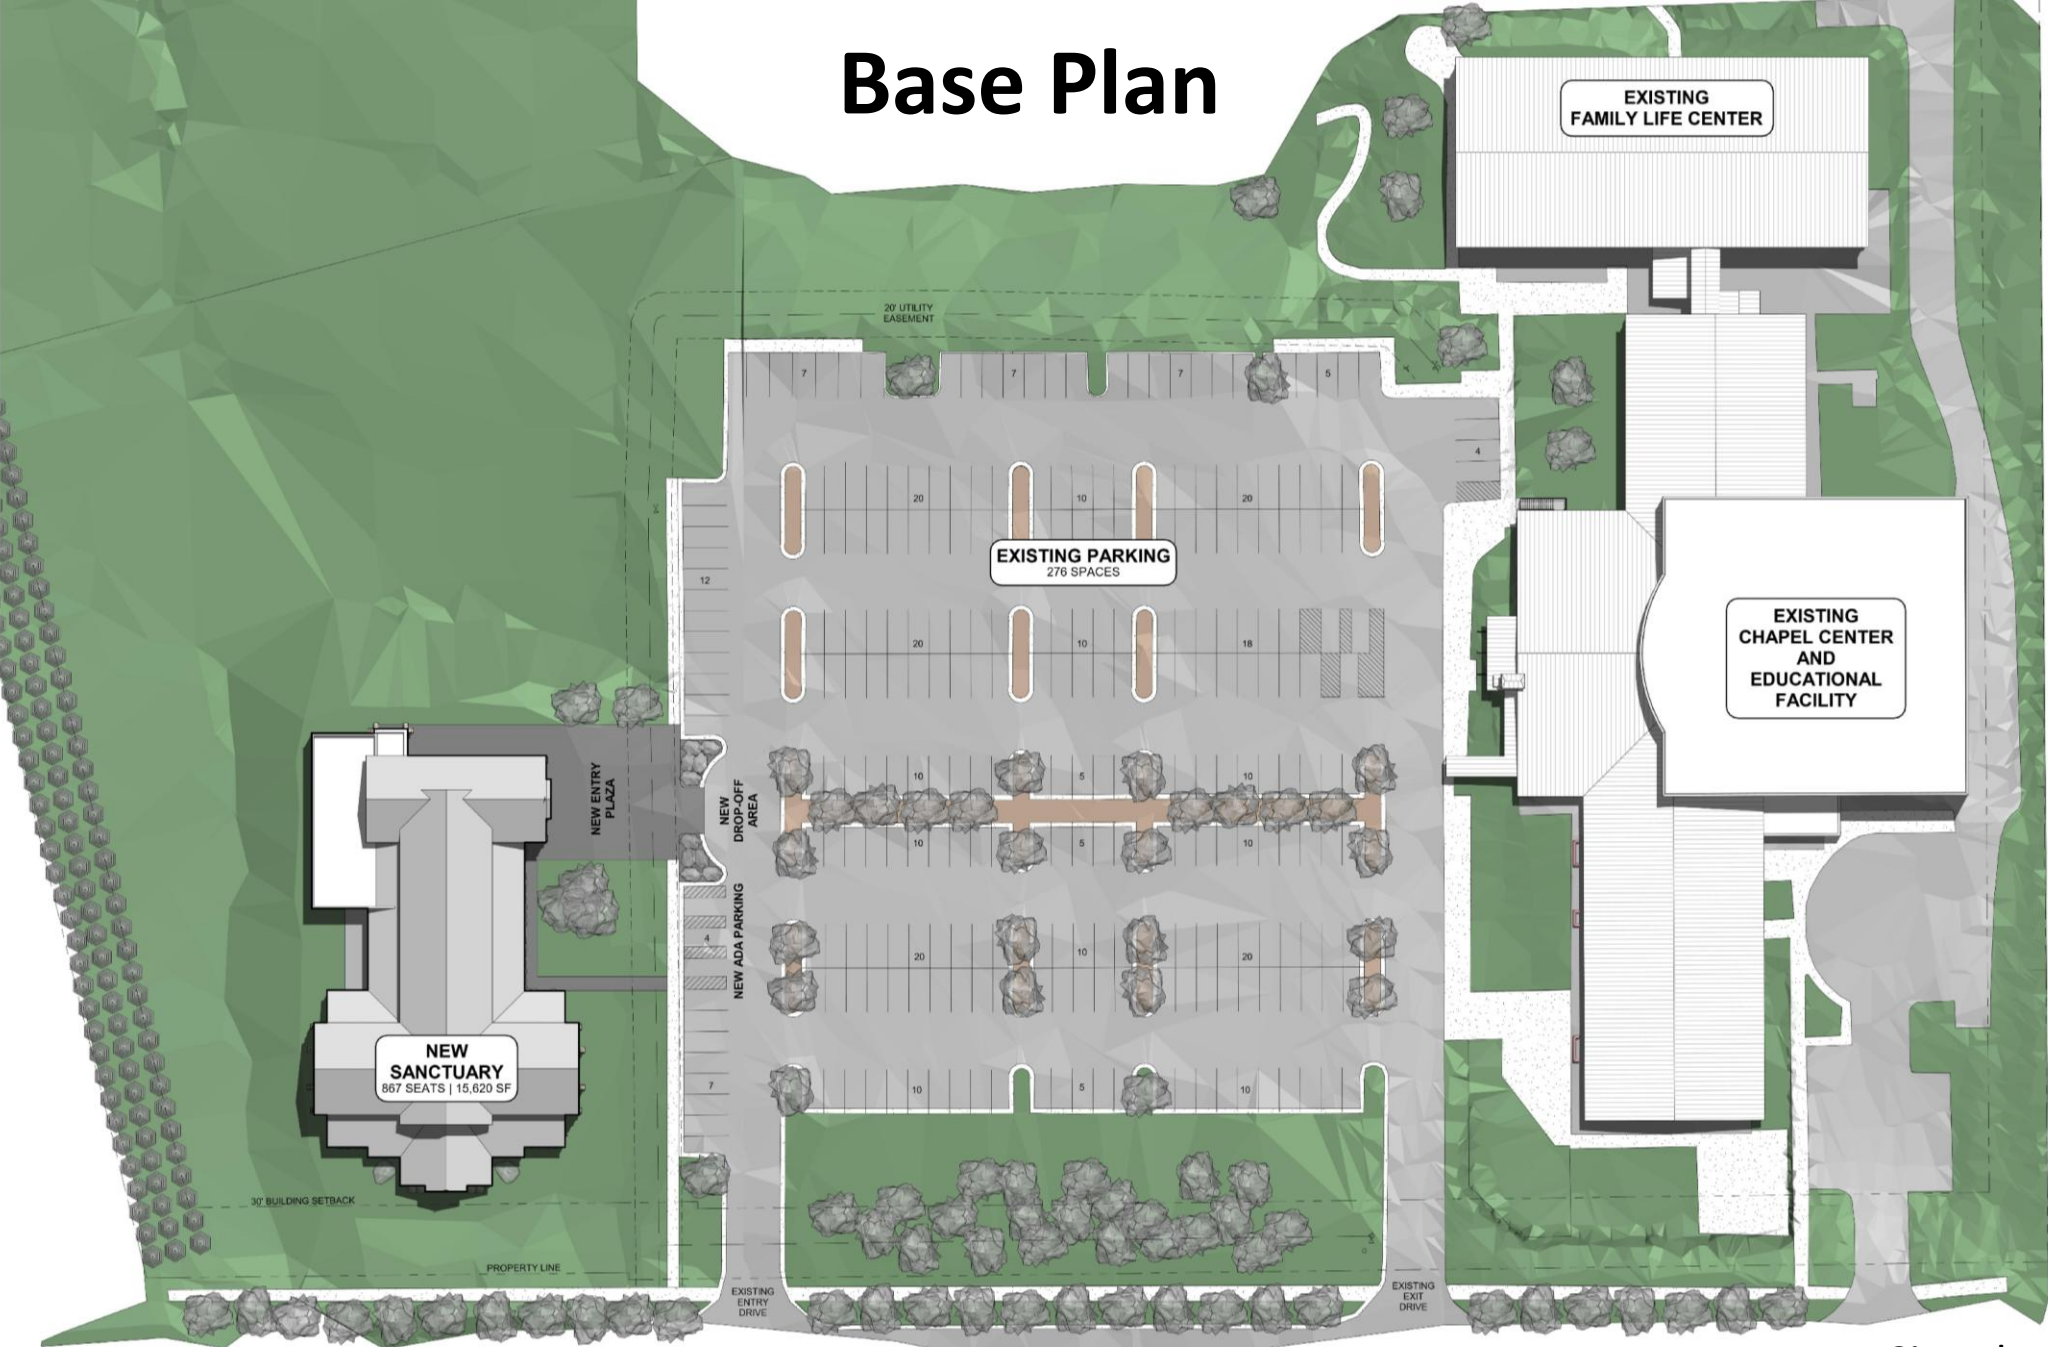 Base Plan
EXISTING
FAMILY LIFE CENTER
20' UTILITY
EASEMENT
7
7
7
5
4
20
10
20
EXISTING PARKING
276 SPACES
12
20
10
18
EXISTING
CHAPEL CENTER
AND
EDUCATIONAL
FACILITY
NEW ENTRY
PLAZA
NEW
DROP-OFF
AREA
10
5
10
10
5
10
NEW ADA PARKING
4
20
10
20
NEW
SANCTUARY
867 SEATS | 15,620 SF
7
10
5
10
30' BUILDING SETBACK
PROPERTY LINE
EXISTING
ENTRY
DRIVE
EXISTING
EXIT
DRIVE